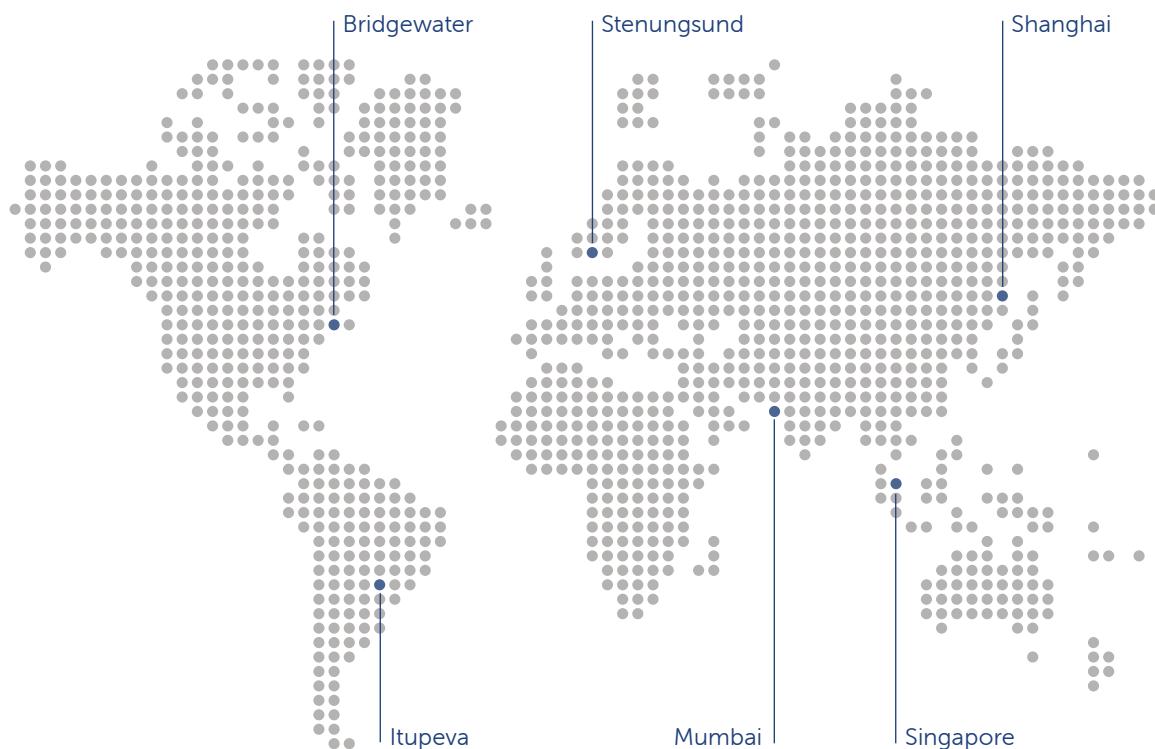 Bridgewater
Stenungsund
Shanghai
Itupeva
Mumbai
Singapore